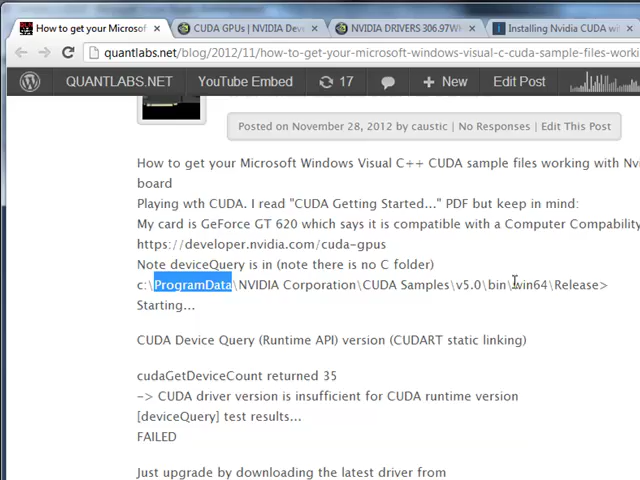 How to get your Microsof
CUDA GPUs | NVIDIA Deve
NVIDIA DRIVERS 306.97WH
Installing Nvidia CUDA wi
quantlabs.net/blog/2012/11/how-to-get-your-microsoft-windows-visual-c-cuda-sample-files-worki
QUANTLABS.NET
YouTube Embed
17
New
Edit Post
Posted on November 28, 2012 by caustic | No Responses | Edit This Post
How to get your Microsoft Windows Visual C++ CUDA sample files working with Nvi
board
Playing wth CUDA. I read "CUDA Getting Started..." PDF but keep in mind:
My card is GeForce GT 620 which says it is compatible with a Computer Compatability
https://developer.nvidia.com/cuda-gpus
Note deviceQuery is in (note there is no C folder)
c:\ProgramData\NVIDIA Corporation\CUDA Samples\v5.0\bin\win64\Release>
Starting...
CUDA Device Query (Runtime API) version (CUDART static linking)
cudaGetDeviceCount returned 35
-> CUDA driver version is insufficient for CUDA runtime version
[deviceQuery] test results...
FAILED
Just upgrade by downloading the latest driver from